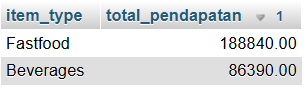 item_type total_pendapatan 1
Fastfood 188840.00
Beverages 86390.00